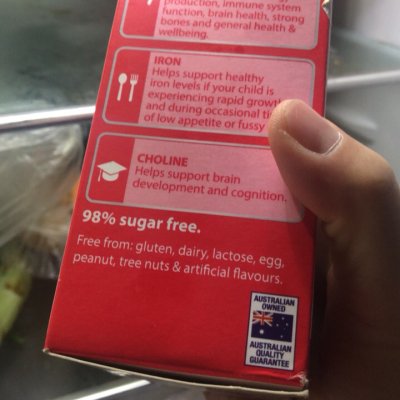 production, immune system
function, brain health, strong
bones and general health &
wellbeing.
IRON
Helps support healthy
iron levels if your child is
experiencing rapid growth
and during occasional
of low appetite or fussy
CHOLINE
Helps support brain
development and cognition.
98% sugar free.
Free from: gluten, dairy, lactose, egg,
peanut, tree nuts & artificial flavours.
AUSTRALIAN
OWNED
AUSTRALIAN
QUALITY
GUARANTEE